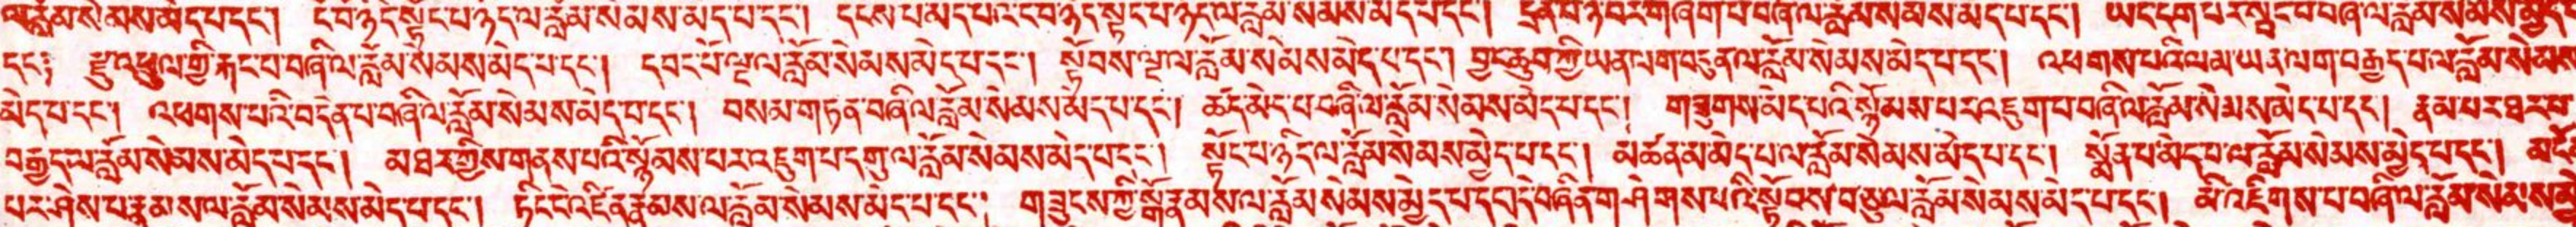 ལ་རློམ་སེམས་མེད་པ་དང༌། ངོ་བོ་ཉིད་སྟོང་པ་ཉིད་ལ་རློམ་སེམས་མེད་པ་དང༌། དངོས་པོ་མེད་པའི་ངོ་བོ་ཉིད་སྟོང་པ་ཉིད་ལ་རློམ་སེམས་མེད་པ་དང༌། དྲན་པ་ཉེ་བར་གཞག་པ་བཞི་ལ་རློམ་སེམས་མེད་པ་དང༌། ཡང་དག་པར་སྤོང་བ་བཞི་ལ་རློམ་སེམས་མྱེད་པ་
དང༌། རྫུ་འཕྲུལ་གྱི་རྐང་པ་བཞི་ལ་རློམ་སེམས་མེད་པ་དང༌། དབང་པོ་ལྔ་ལ་རློམ་སེམས་མེད་པ་དང༌། སྟོབས་ལྔ་ལ་རློམ་སེམས་མེད་པ་དང༌། བྱང་ཆུབ་ཀྱི་ཡན་ལག་བདུན་ལ་རློམ་སེམས་མེད་པ་དང༌། འཕགས་པའི་ལམ་ཡན་ལག་བརྒྱད་པ་ལ་རློམ་སེམས་
མེད་པ་དང༌། འཕགས་པའི་བདེན་པ་བཞི་ལ་རློམ་སེམས་མེད་པ་དང༌། བསམ་གཏན་བཞི་ལ་རློམ་སེམས་མེད་པ་དང༌། ཚད་མེད་པ་བཞི་ལ་རློམ་སེམས་མེད་པ་དང༌། གཟུགས་མེད་པའི་སྙོམས་པར་འཇུག་པ་བཞི་ལ་རློམ་སེམས་མེད་པ་དང༌། རྣམ་པར་ཐར་པ་
བརྒྱད་ལ་རློམ་སེམས་མེད་པ་དང༌། མཐར་ཀྱིས་གནས་པའི་སྙོམས་པར་འཇུག་པ་དགུ་ལ་རློམ་སེམས་མེད་པ་དང༌། སྟོང་པ་ཉིད་ལ་རློམ་སེམས་མྱེད་པ་དང༌། མཚན་མ་མེད་པ་ལ་རློམ་སེམས་མེད་པ་དང༌། སྨོན་པ་མེད་པ་ལ་རློམ་སེམས་མྱེད་པ་དང༌། མངོན་
པར་ཤེས་པ་རྣམས་ལ་རློམ་སེམས་མེད་པ་དང༌། ཏིང་ངེ་འཛིན་རྣམས་ལ་རློམ་སེམས་མེད་པ་དང༌། གཟུངས་ཀྱི་སྒོ་རྣམས་ལ་རློམ་སེམས་མྱེད་པ་དང༌དེ་བཞིན་གཤེགས་པའི་སྟོབས་བཅུ་ལ་རློམ་སེམས་མེད་པ་དང༌། མི་འཇིགས་པ་བཞི་ལ་རློམ་སེམས་མྱེ